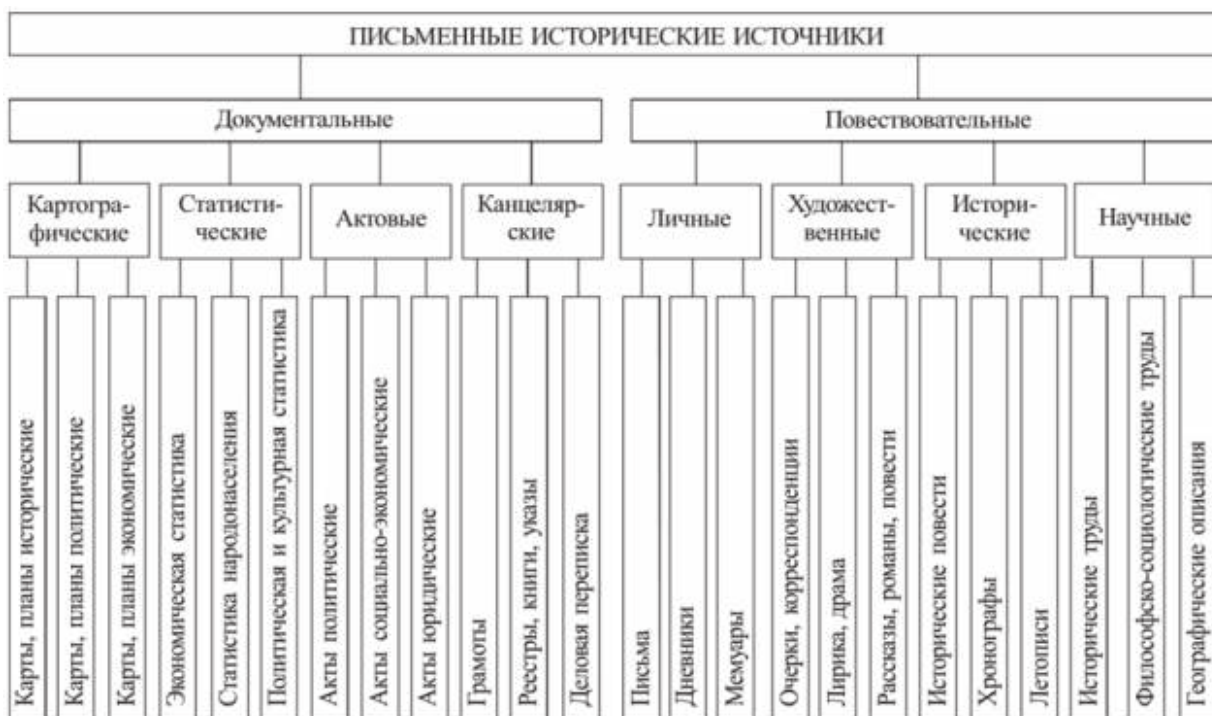 ПИСЬМЕННЫЕ ИСТОРИЧЕСКИЕ ИСТОЧНИКИ
Документальные
Повествовательные
Картогра-
фические
Статисти-
ческие
Актовые
Канцеляр-
ские
Личные
Художест-
венные
Истори-
ческие
Научные
Карты, планы исторические
Карты, планы политические
Карты, планы экономические
Экономическая статистика
Статистика народонаселения
Политическая и культурная статистика
Акты политические
Акты социально-экономические
Акты юридические
Грамоты
Реестры, книги, указы
Деловая переписка
Письма
Дневники
Мемуары
Очерки, корреспонденции
Лирика, драма
Рассказы, романы, повести
Исторические повести
Хронографы
Летописи
Исторические труды
Философско-социологические труды
Географические описания